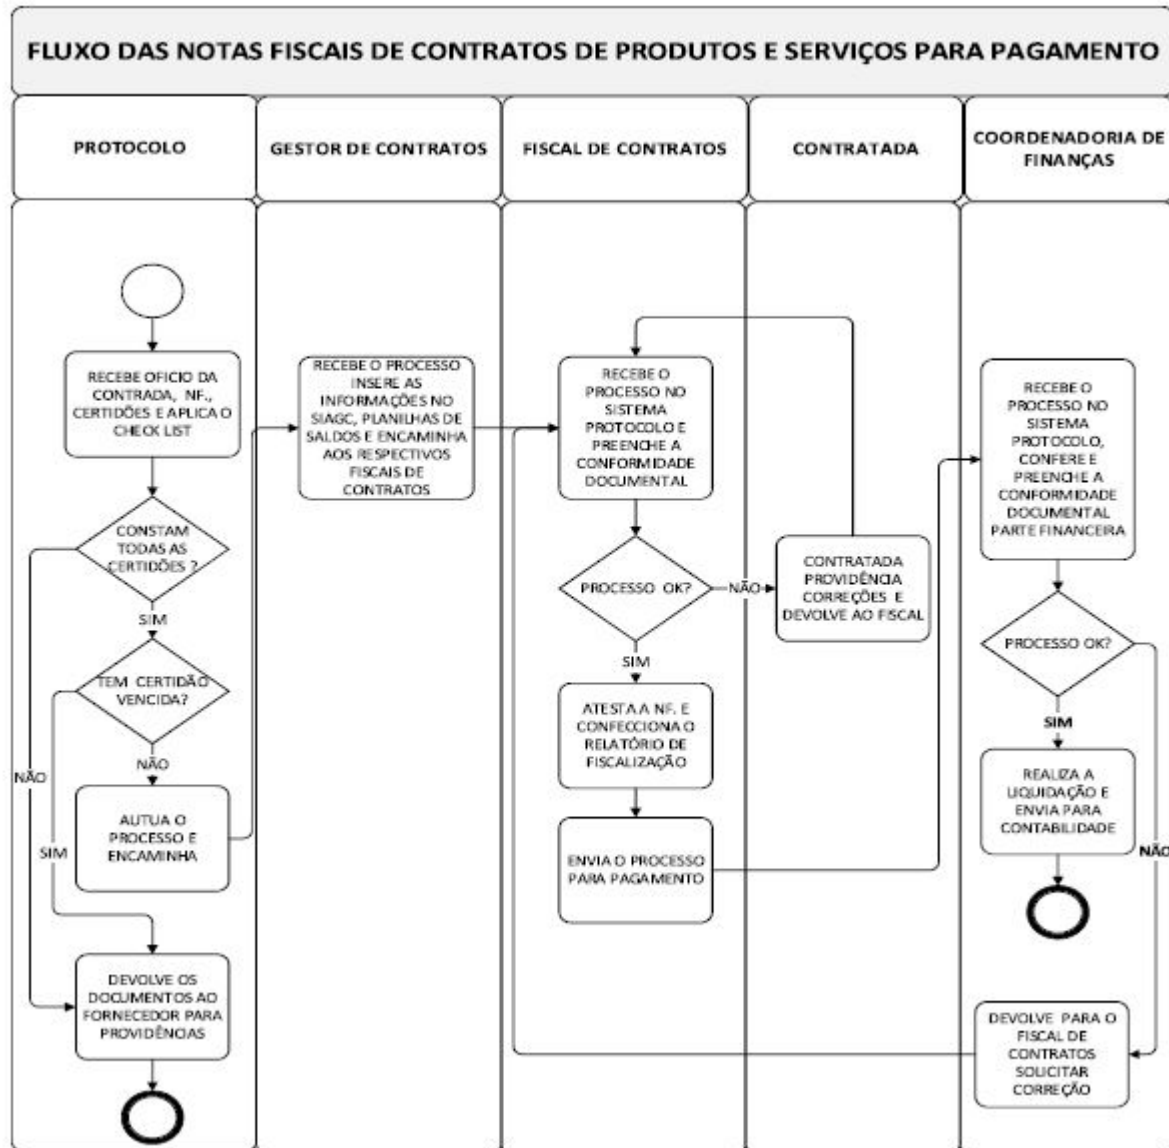 FLUXO DAS NOTAS FISCAIS DE CONTRATOS DE PRODUTOS E SERVIÇOS PARA PAGAMENTO
PROTOCOLO
GESTOR DE CONTRATOS
FISCAL DE CONTRATOS
CONTRATADA
COORDENADORIA DE
FINANÇAS
RECEBE OFICIO DA
CONTRADA, NF.,
CERTIDÕES E APLICA O
CHECK LIST
CONSTAM
TODAS AS
CERTIDÕES ?
SIM
TEM CERTIDÃO
VENCIDA?
NÃO
NÃO
SIM
AUTUA O
PROCESSO E
ENCAMINHA
DEVOLVE OS
DOCUMENTOS AO
FORNECEDOR PARA
PROVIDÊNCIAS
RECEBE O PROCESSO
INSERE AS
INFORMAÇÕES NO
SIAGC, PLANILHAS DE
SALDOS E ENCAMINHA
AOS RESPECTIVOS
FISCAIS DE
CONTRATOS
RECEBE O
PROCESSO NO
SISTEMA
PROTOCOLO E
PREENCHE A
CONFORMIDADE
DOCUMENTAL
PROCESSO OK?
NÃO
SIM
ATESTA A NF. E
CONFECCIONA O
RELATÓRIO DE
FISCALIZAÇÃO
ENVIA O PROCESSO
PARA PAGAMENTO
CONTRATADA
PROVIDÊNCIA
CORREÇÕES E
DEVOLVE AO FISCAL
RECEBE O
PROCESSO NO
SISTEMA
PROTOCOLO,
CONFERE E
PREENCHE A
CONFORMIDADE
DOCUMENTAL
PARTE FINANCEIRA
PROCESSO OK?
SIM
REALIZA A
LIQUIDAÇÃO E
ENVIA PARA
CONTABILIDADE
NÃO
DEVOLVE PARA O
FISCAL DE
CONTRATOS
SOLICITAR
CORREÇÃO